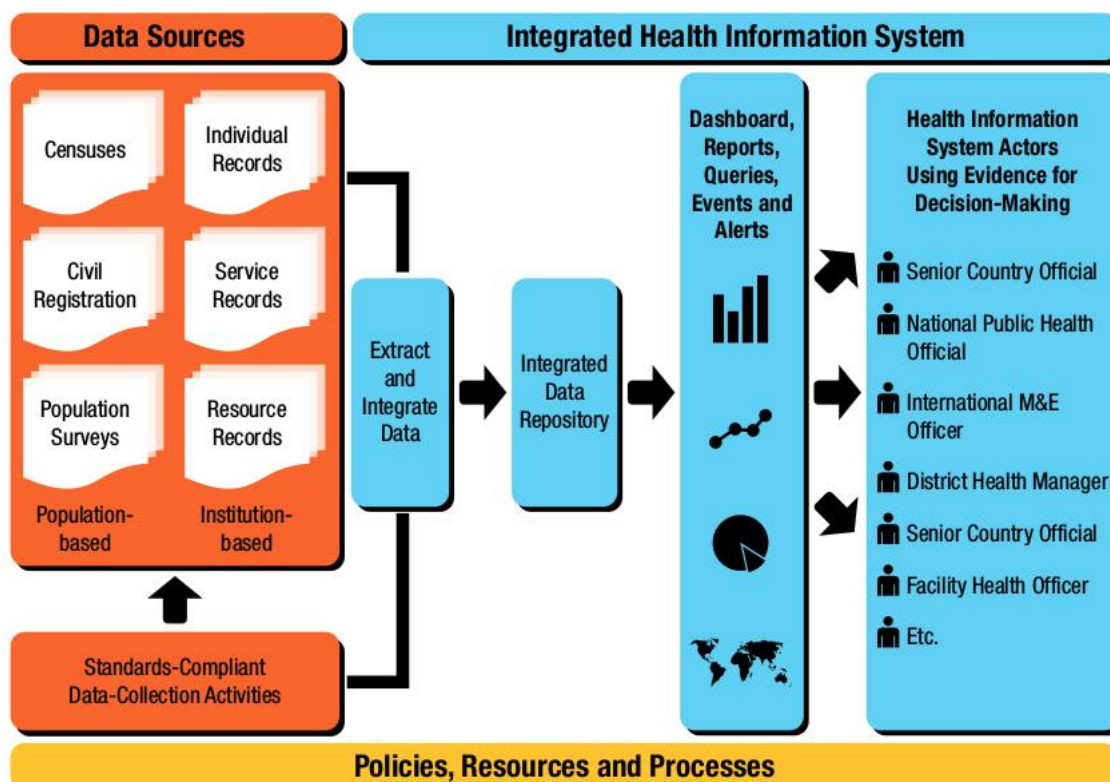 Data Sources
Integrated Health Information System
Censuses
Individual
Records
Civil
Registration
Service
Records
Population
Surveys
Resource
Records
Population-
based
Institution-
based
Standards-Compliant
Data-Collection Activities
Extract
and
Integrate
Data
Integrated
Data
Repository
Dashboard,
Reports,
Queries,
Events and
Alerts
Health Information
System Actors
Using Evidence for
Decision-Making
Senior Country Official
National Public Health
Official
International M&E
Officer
District Health Manager
Senior Country Official
Facility Health Officer
Etc.
Policies, Resources and Processes